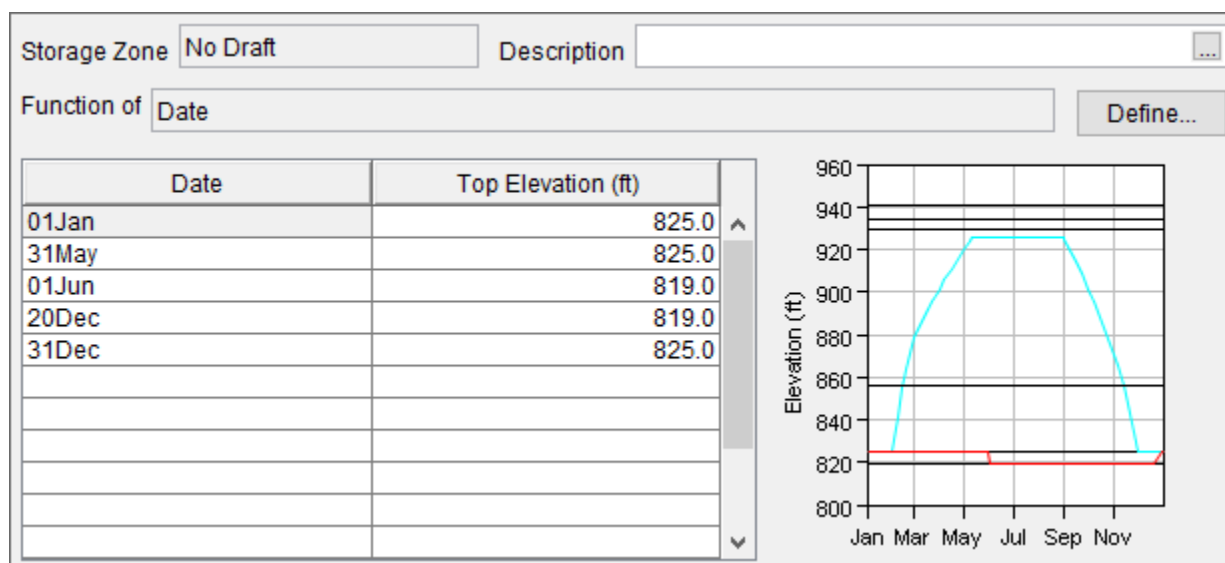 Storage Zone No Draft Description ...
Function of Date Define...
Date Top Elevation (ft)
01Jan 825.0
31May 825.0
01Jun 819.0
20Dec 819.0
31Dec 825.0
960
940
920
900
880
860
840
820
800
Elevation (ft)
Jan Mar May Jul Sep Nov